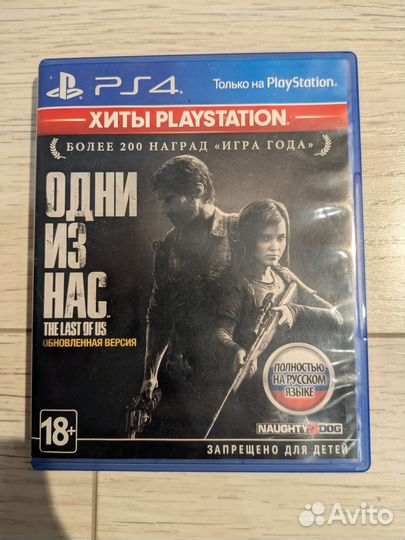 PS4
Только на PlayStation
ХИТЫ PLAYSTATION
БОЛЕЕ 200 НАГРАД «ИГРА ГОДА»
ОДНИ
ИЗ
НАС
THE LAST OF US
ОБНОВЛЕННАЯ ВЕРСИЯ
ПОЛНОСТЬЮ
НА РУССКОМ
ЯЗЫКЕ
18+
NAUGHTY DOG
ЗАПРЕЩЕНО ДЛЯ ДЕТЕЙ
Avito